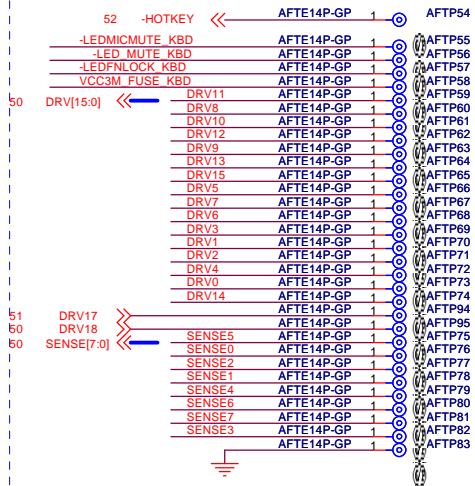 52 -HOTKEY AFTE14P-GP 1 AFTP54
-LEDMICMUTE_KBD AFTE14P-GP 1 AFTP55
-LED_MUTE_KBD AFTE14P-GP 1 AFTP56
-LEDFNLOCK_KBD AFTE14P-GP 1 AFTP57
VCC3M_FUSE_KBD AFTE14P-GP 1 AFTP58
50 DRV[15:0] DRV11 AFTE14P-GP 1 AFTP59
DRV8 AFTE14P-GP 1 AFTP60
DRV10 AFTE14P-GP 1 AFTP61
DRV12 AFTE14P-GP 1 AFTP62
DRV9 AFTE14P-GP 1 AFTP63
DRV13 AFTE14P-GP 1 AFTP64
DRV15 AFTE14P-GP 1 AFTP65
DRV5 AFTE14P-GP 1 AFTP66
DRV7 AFTE14P-GP 1 AFTP67
DRV6 AFTE14P-GP 1 AFTP68
DRV3 AFTE14P-GP 1 AFTP69
DRV1 AFTE14P-GP 1 AFTP70
DRV2 AFTE14P-GP 1 AFTP71
DRV4 AFTE14P-GP 1 AFTP72
DRV0 AFTE14P-GP 1 AFTP73
DRV14 AFTE14P-GP 1 AFTP74
51 DRV17 AFTE14P-GP 1 AFTP94
50 DRV18 AFTE14P-GP 1 AFTP95
50 SENSE[7:0] SENSE5 AFTE14P-GP 1 AFTP75
SENSE0 AFTE14P-GP 1 AFTP76
SENSE2 AFTE14P-GP 1 AFTP77
SENSE1 AFTE14P-GP 1 AFTP78
SENSE4 AFTE14P-GP 1 AFTP79
SENSE6 AFTE14P-GP 1 AFTP80
SENSE7 AFTE14P-GP 1 AFTP81
SENSE3 AFTE14P-GP 1 AFTP82
AFTE14P-GP 1 AFTP83